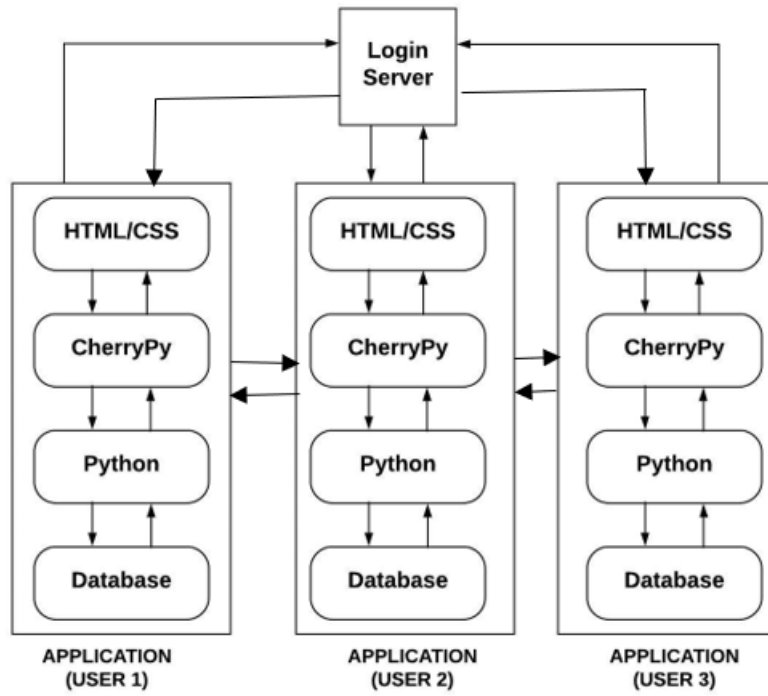 Login
Server
HTML/CSS
CherryPy
Python
Database
APPLICATION
(USER 1)
HTML/CSS
CherryPy
Python
Database
APPLICATION
(USER 2)
HTML/CSS
CherryPy
Python
Database
APPLICATION
(USER 3)